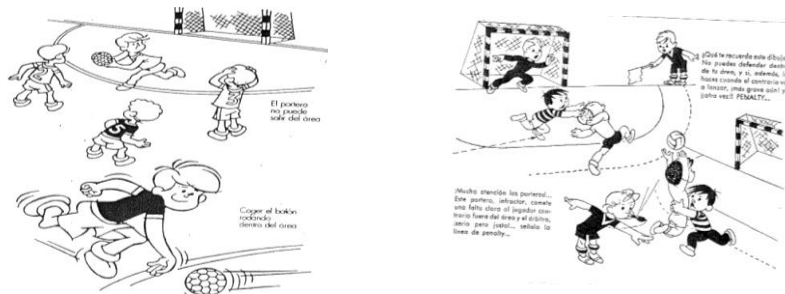 El portero
no puede
salir del área
Coger el balón
rodando
dentro del área
¡Qué te recuerda este dibujo
No puedes defender dentro
de tu área, y si, además, lo
haces cuando el contrario va
a lanzar, ¡más grave aún! y
¡otra vez!! PENALTY...
¡Mucha atención los porteros!...
Este portero, infractor, comete
una falta clara al jugador con-
trario fuera del área y el árbitro,
serio pero justo!... señala la
línea de penalty...